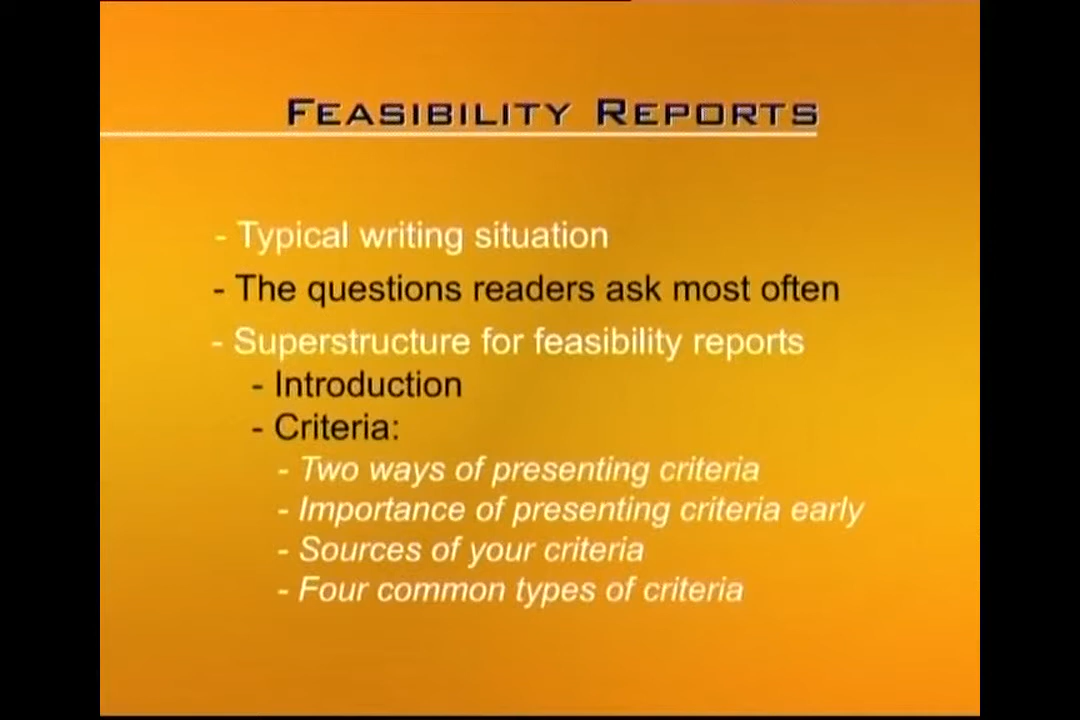 FEASIBILITY REPORTS
- Typical writing situation
- The questions readers ask most often
- Superstructure for feasibility reports
- Introduction
- Criteria:
- Two ways of presenting criteria
- Importance of presenting criteria early
- Sources of your criteria
- Four common types of criteria